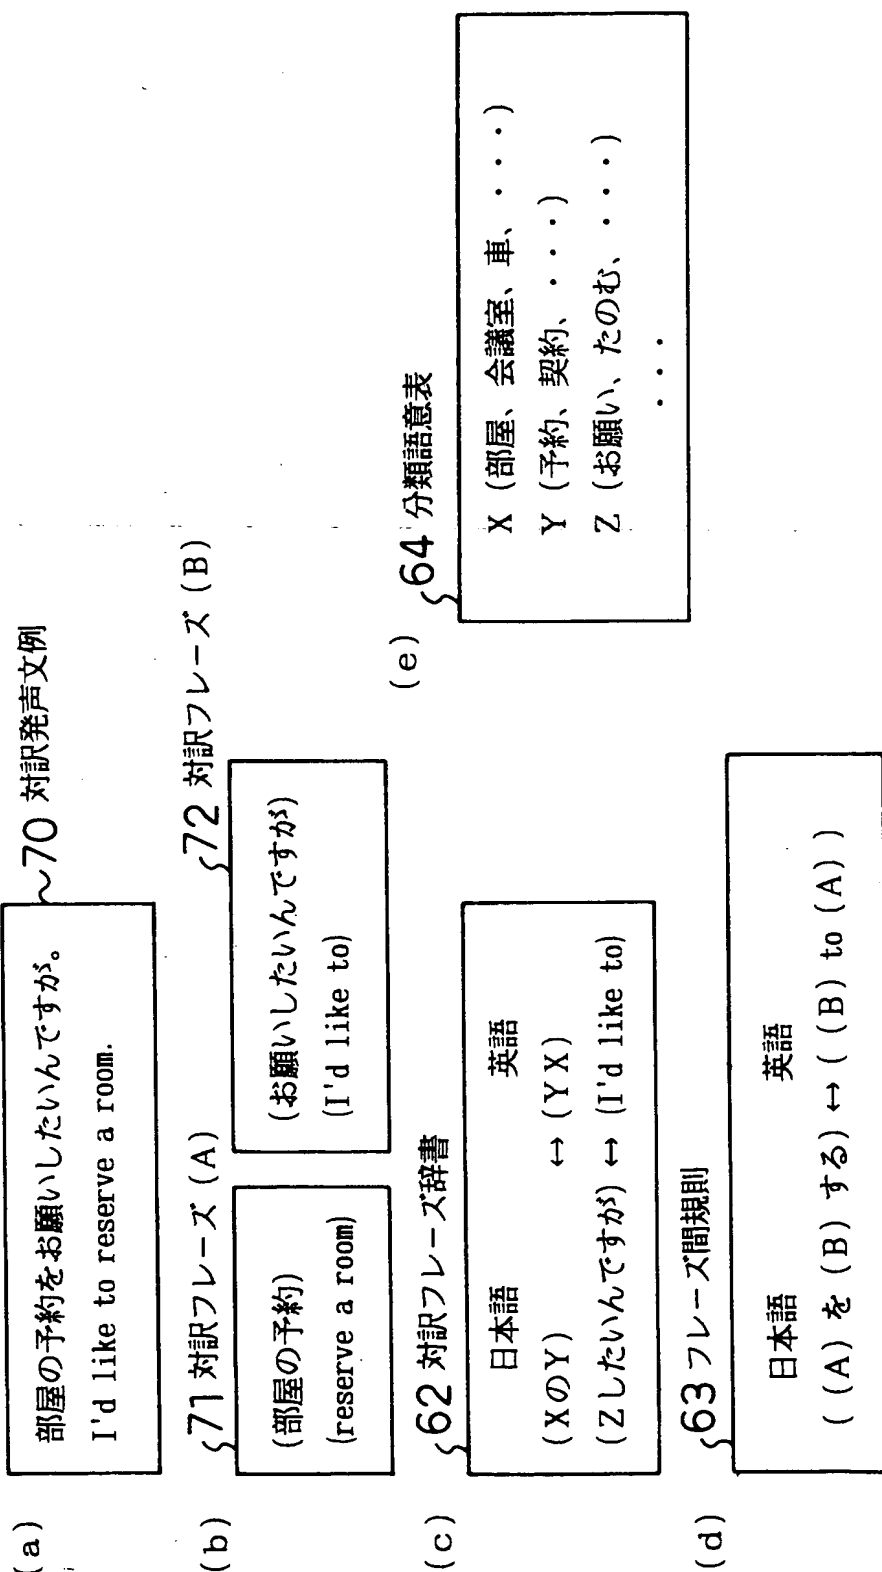 (a)
~70 対訳発声文例
部屋の予約をお願いしたいんですが。
I'd like to reserve a room.
(b)
71 対訳フレーズ (A)
(部屋の予約)
(reserve a room)
72 対訳フレーズ (B)
(お願いしたいんですが)
(I'd like to)
(c)
62 対訳フレーズ辞書
日本語 英語
(XのY) ↔ (YX)
(Zしたいんですが) ↔ (I'd like to)
(d)
63 フレーズ間規則
日本語 英語
((A) を (B) する) ↔ ((B) to (A))
(e)
64 分類語意表
X (部屋、会議室、車、・・・)
Y (予約、契約、・・・)
Z (お願い、たのむ、・・・)
・・・